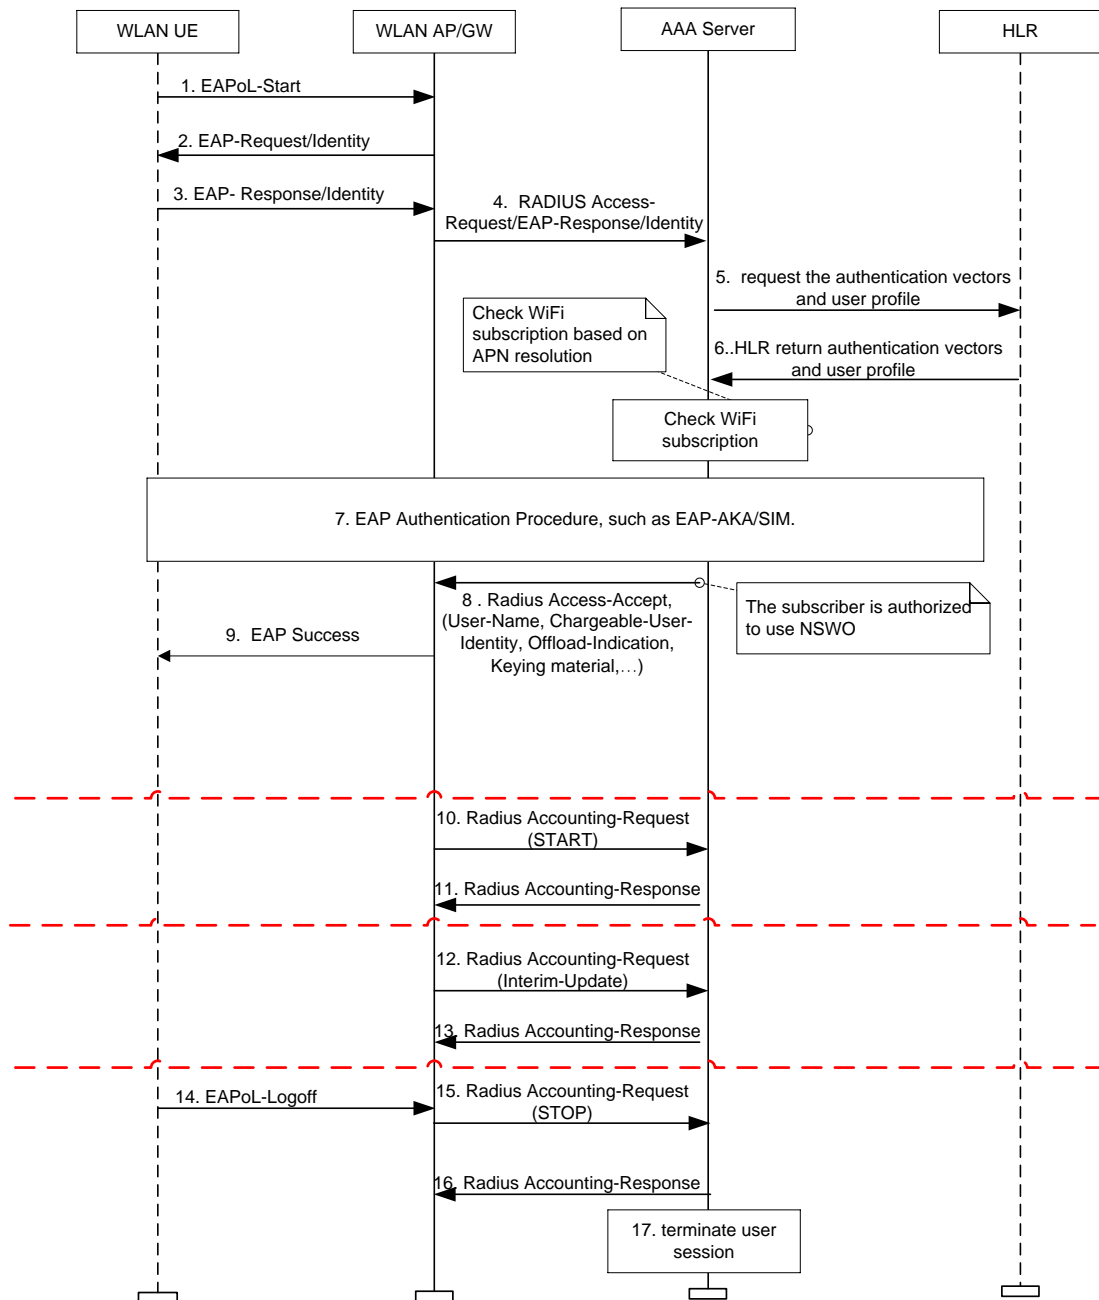 WLAN UE
WLAN AP/GW
AAA Server
HLR
1. EAPoL-Start
2. EAP-Request/Identity
3. EAP- Response/Identity
4.  RADIUS Access-
Request/EAP-Response/Identity
5.  request the authentication vectors
and user profile
Check WiFi
subscription based on
APN resolution
6..HLR return authentication vectors
and user profile
Check WiFi
subscription
7. EAP Authentication Procedure, such as EAP-AKA/SIM.
8 . Radius Access-Accept,
(User-Name, Chargeable-User-
Identity, Offload-Indication,
Keying material,…)
The subscriber is authorized
to use NSWO
9.  EAP Success
10. Radius Accounting-Request
(START)
11. Radius Accounting-Response
12. Radius Accounting-Request
(Interim-Update)
13. Radius Accounting-Response
14. EAPoL-Logoff
15. Radius Accounting-Request
(STOP)
16. Radius Accounting-Response
17. terminate user
session